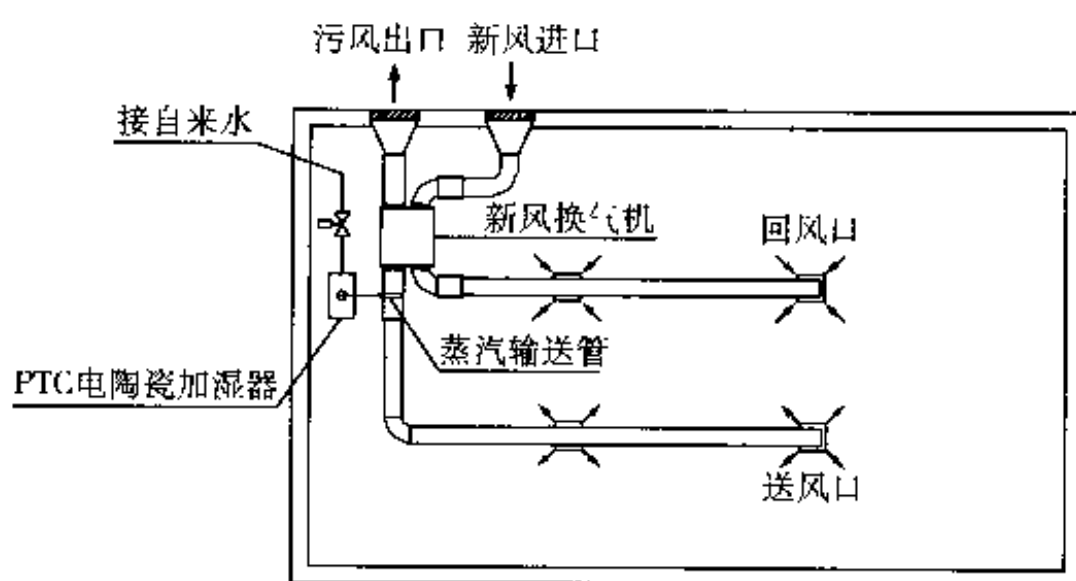 污风出口 新风进口
接自来水
新风换气机
回风口
蒸汽输送管
PTC电陶瓷加湿器
送风口